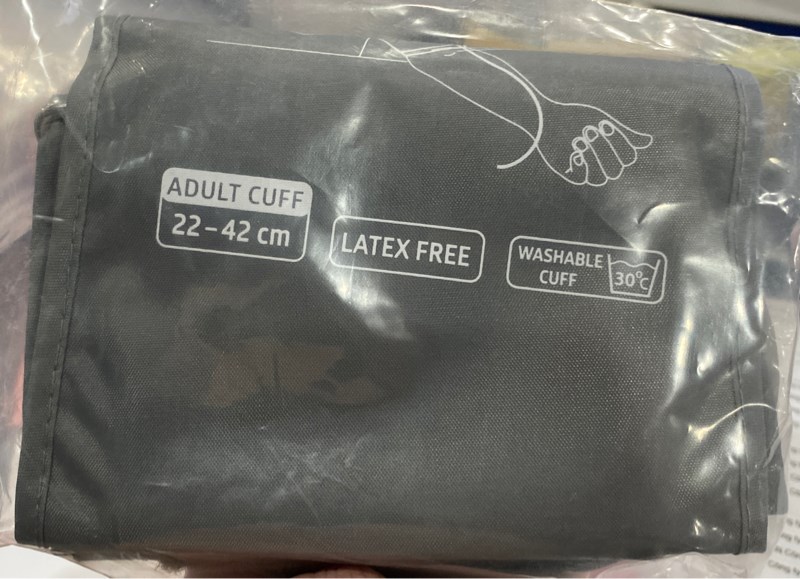 ADULT CUFF
22–42 cm
LATEX FREE
WASHABLE
CUFF
30°C